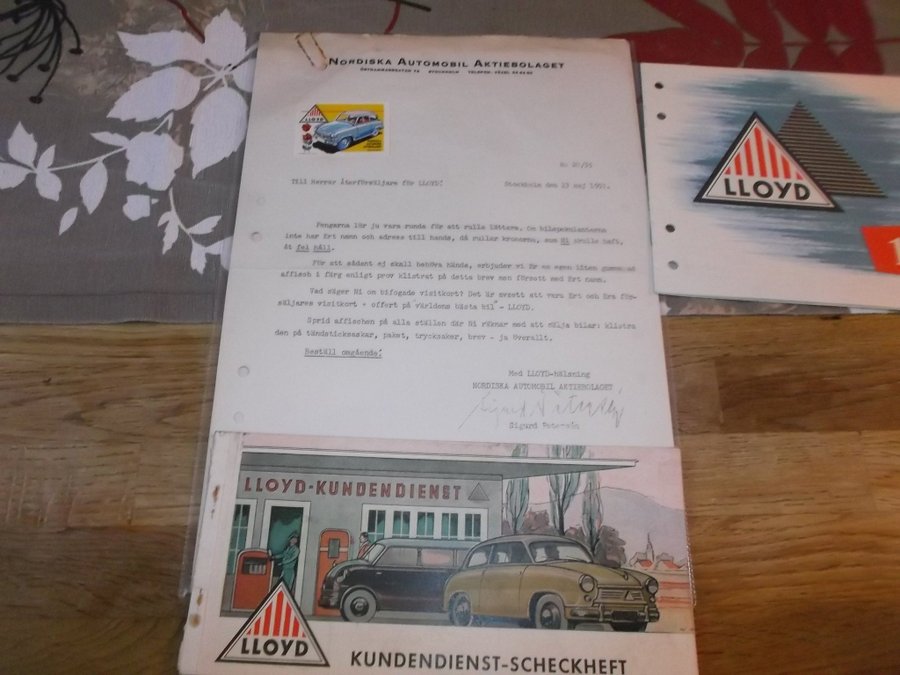 NORDISKA AUTOMOBIL AKTIEBOLAGET
STOCKHOLM TELEFON: VÄXEL
LLOYD
Till Herrar återförsäljare för LLOYD!
Stockholm den 23 maj
Pengarna lär ju vara runda för att rulla lättare. Om bilspekulanterna
inte har Ert namn och adress till hands, då rullar kronorna, som Ni skulle haft,
åt fel håll.
För att sådant ej skall behöva hända, erbjuder vi Er en egen liten gummerad
affisch i färg enligt prov klistrat på detta brev men försett med Ert namn.
Vad säger Ni om bifogade visitkort? Det är avsett att vara Ert och Ert för-
säljares visitkort + offert på "världens bästa bil" - LLOYD.
Sprid affischen på alla ställen där Ni räknar med att sälja bilar: klistra
den på tändsticksaskar, paket, trycksaker, brev - ja överallt.
Beställ omgående!
Med LLOYD-hälsning
NORDISKA AUTOMOBIL AKTIEBOLAGET
Sigurd Petersén
LLOYD
LLOYD-KUNDENDIENST
LLOYD
KUNDENDIENST-SCHECKHEFT